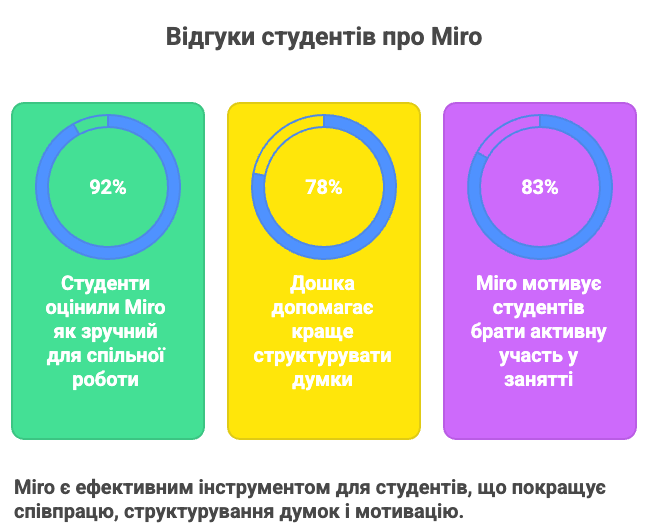 Відгуки студентів про Miro
92%
Студенти
оцінили Miro
як зручний
для спільної
роботи
78%
Дошка
допомагає
краще
структурувати
думки
83%
Miro мотивує
студентів
брати активну
участь у
занятті
Miro є ефективним інструментом для студентів, що покращує
співпрацю, структурування думок і мотивацію.